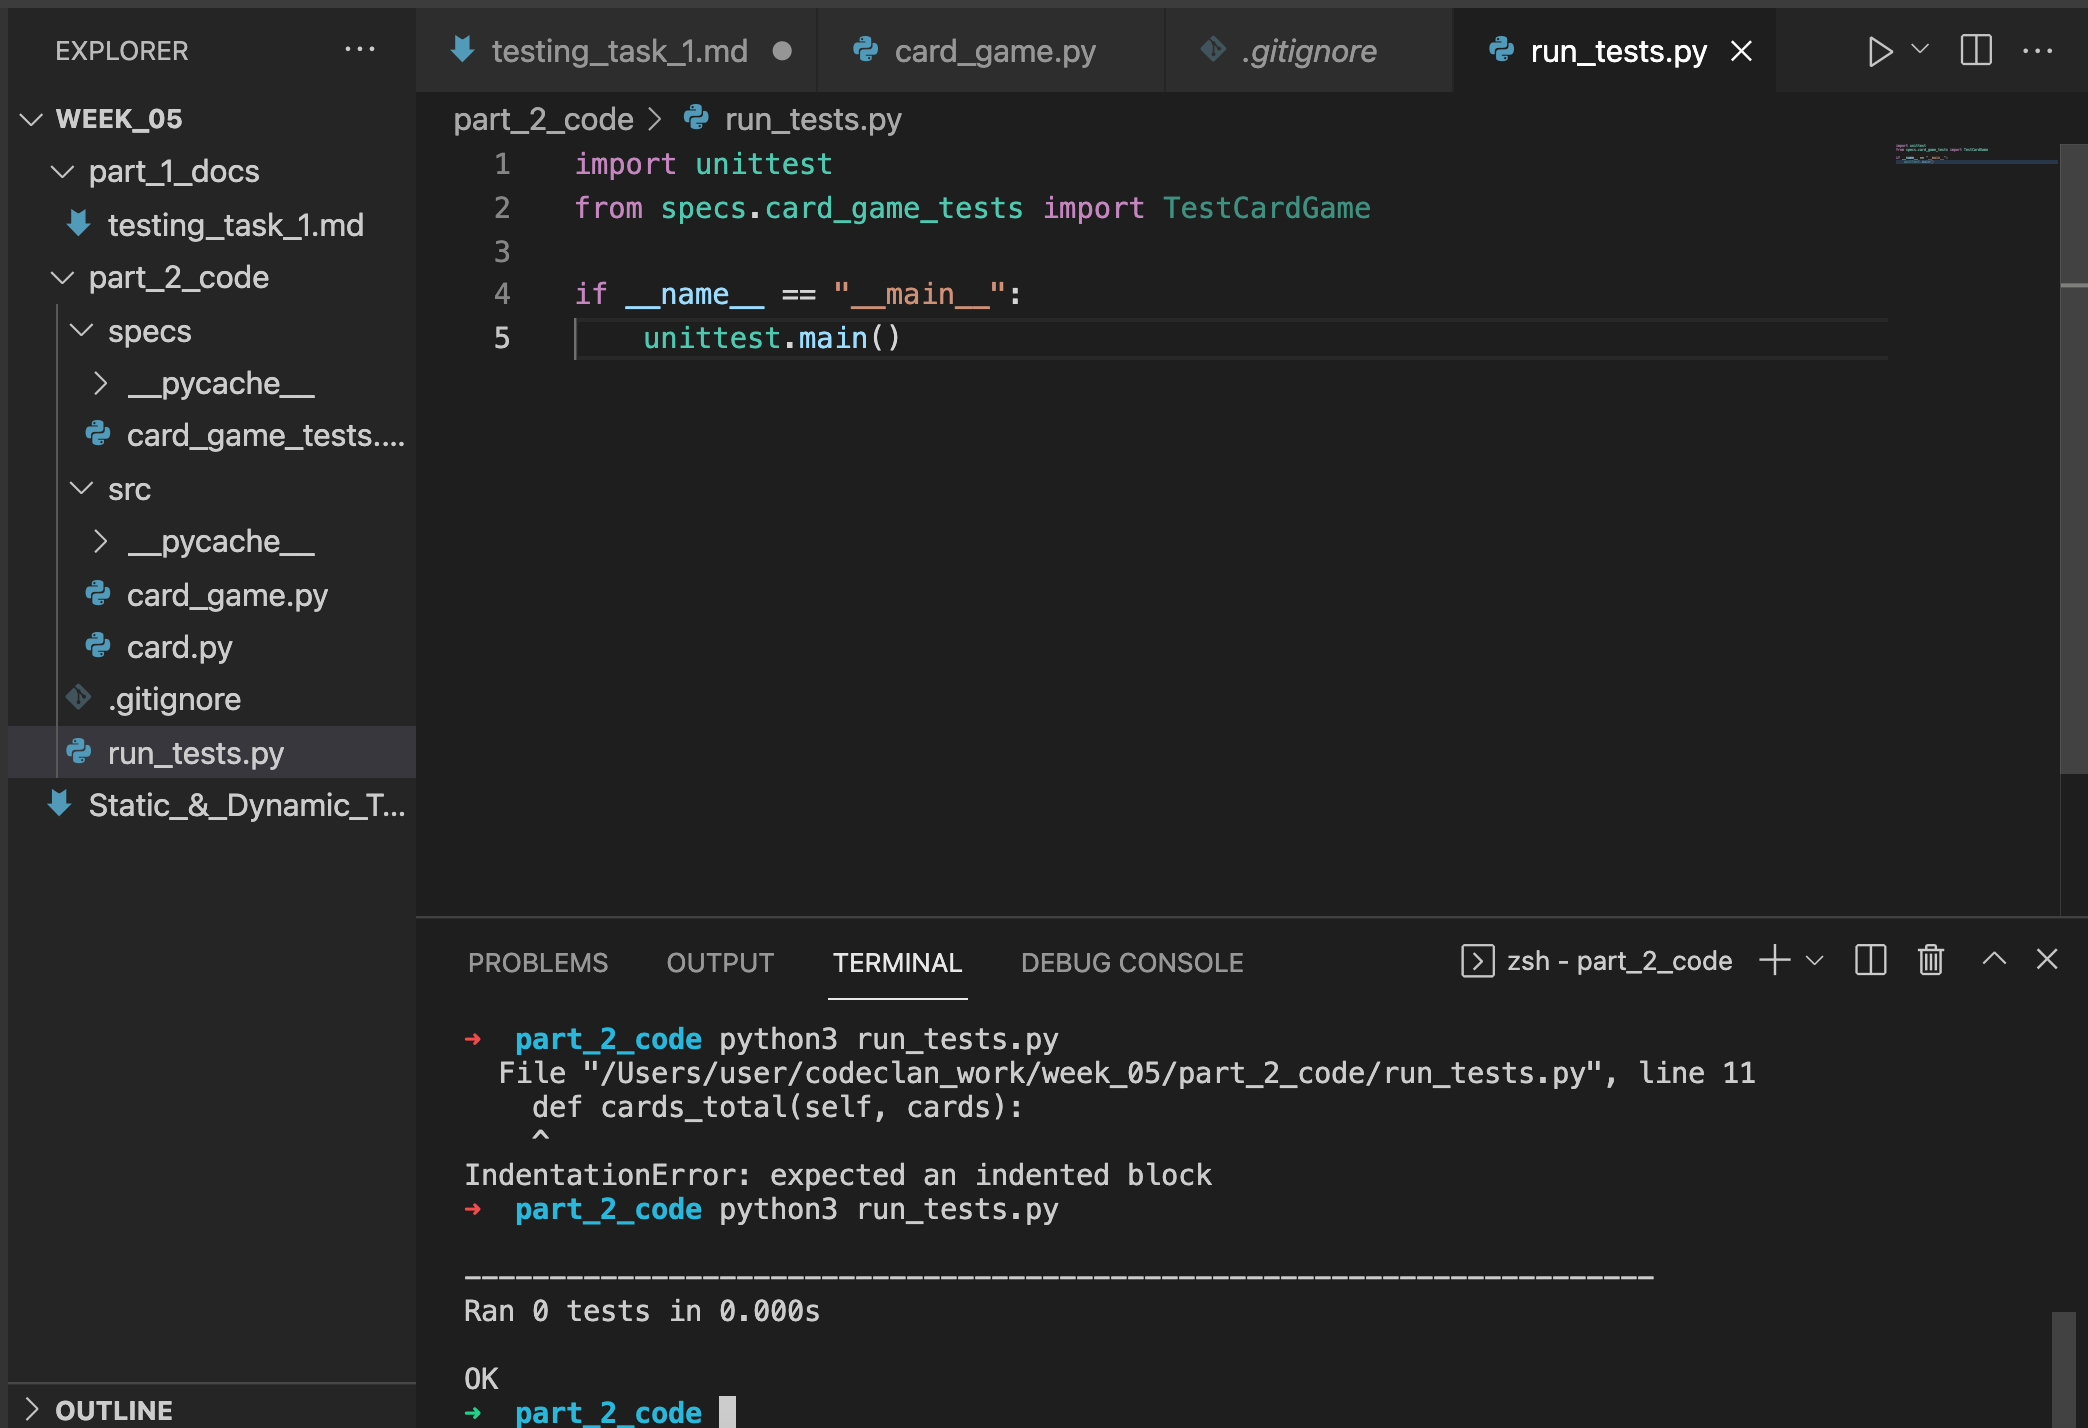 EXPLORER
WEEK_05
part_1_docs
testing_task_1.md
part_2_code
specs
__pycache__
card_game_tests....
src
__pycache__
card_game.py
card.py
.gitignore
run_tests.py
Static_&_Dynamic_T...
OUTLINE
testing_task_1.md card_game.py .gitignore run_tests.py
part_2_code > run_tests.py
1 import unittest
2 from specs.card_game_tests import TestCardGame
3
4 if __name__ == "__main__":
5     unittest.main()
PROBLEMS OUTPUT TERMINAL DEBUG CONSOLE zsh - part_2_code
➜  part_2_code python3 run_tests.py
  File "/Users/user/codeclan_work/week_05/part_2_code/run_tests.py", line 11
    def cards_total(self, cards):
    ^
IndentationError: expected an indented block
➜  part_2_code python3 run_tests.py
----------------------------------------------------------------------
Ran 0 tests in 0.000s
OK
➜  part_2_code